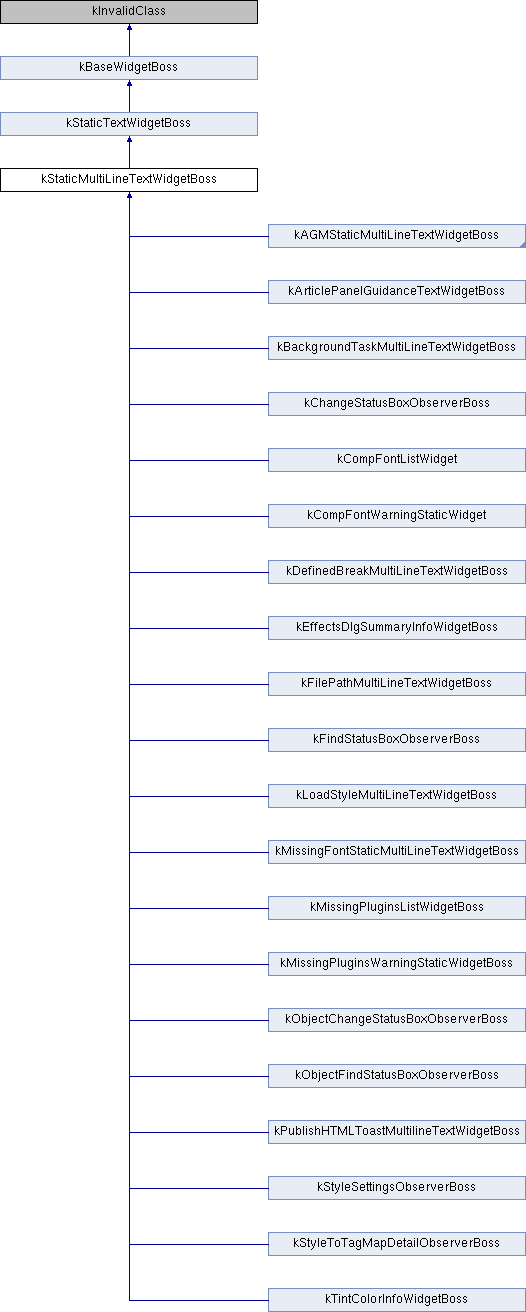 kInvalidClass
kBaseWidgetBoss
kStaticTextWidgetBoss
kStaticMultiLineTextWidgetBoss
kAGMStaticMultiLineTextWidgetBoss
kArticlePanelGuidanceTextWidgetBoss
kBackgroundTaskMultiLineTextWidgetBoss
kChangeStatusBoxObserverBoss
kCompFontListWidget
kCompFontWarningStaticWidget
kDefinedBreakMultiLineTextWidgetBoss
kEffectsDlgSummaryInfoWidgetBoss
kFilePathMultiLineTextWidgetBoss
kFindStatusBoxObserverBoss
kLoadStyleMultiLineTextWidgetBoss
kMissingFontStaticMultiLineTextWidgetBoss
kMissingPluginsListWidgetBoss
kMissingPluginsWarningStaticWidgetBoss
kObjectChangeStatusBoxObserverBoss
kObjectFindStatusBoxObserverBoss
kPublishHTMLToastMultilineTextWidgetBoss
kStyleSettingsObserverBoss
kStyleToTagMapDetailObserverBoss
kTintColorInfoWidgetBoss